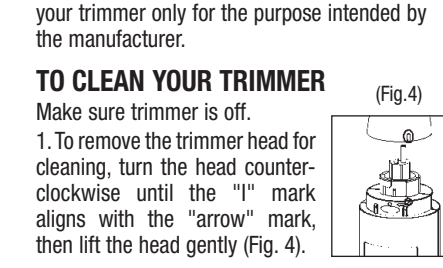 your trimmer only for the purpose intended by
the manufacturer.
TO CLEAN YOUR TRIMMER
(Fig.4)
Make sure trimmer is off.
1. To remove the trimmer head for
cleaning, turn the head counter-
clockwise until the "I" mark
aligns with the "arrow" mark,
then lift the head gently (Fig. 4).